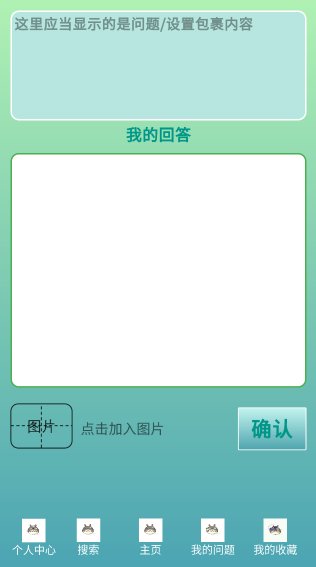 这里应当显示的是问题/设置包裹内容
我的回答
图片
点击加入图片
确认
个人中心 搜索 主页 我的问题 我的收藏